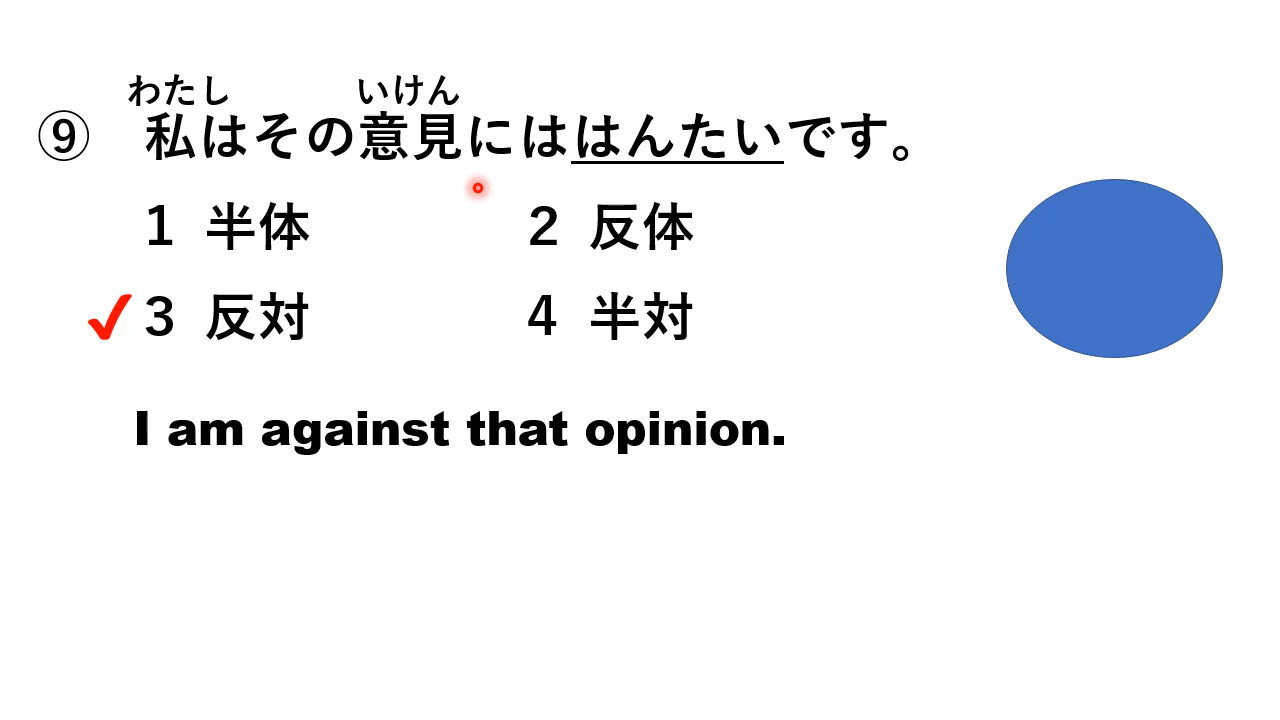 わたし いけん
⑨ 私はその意見にははんたいです。
1 半体 2 反体
3 反対 4 半対
I am against that opinion.